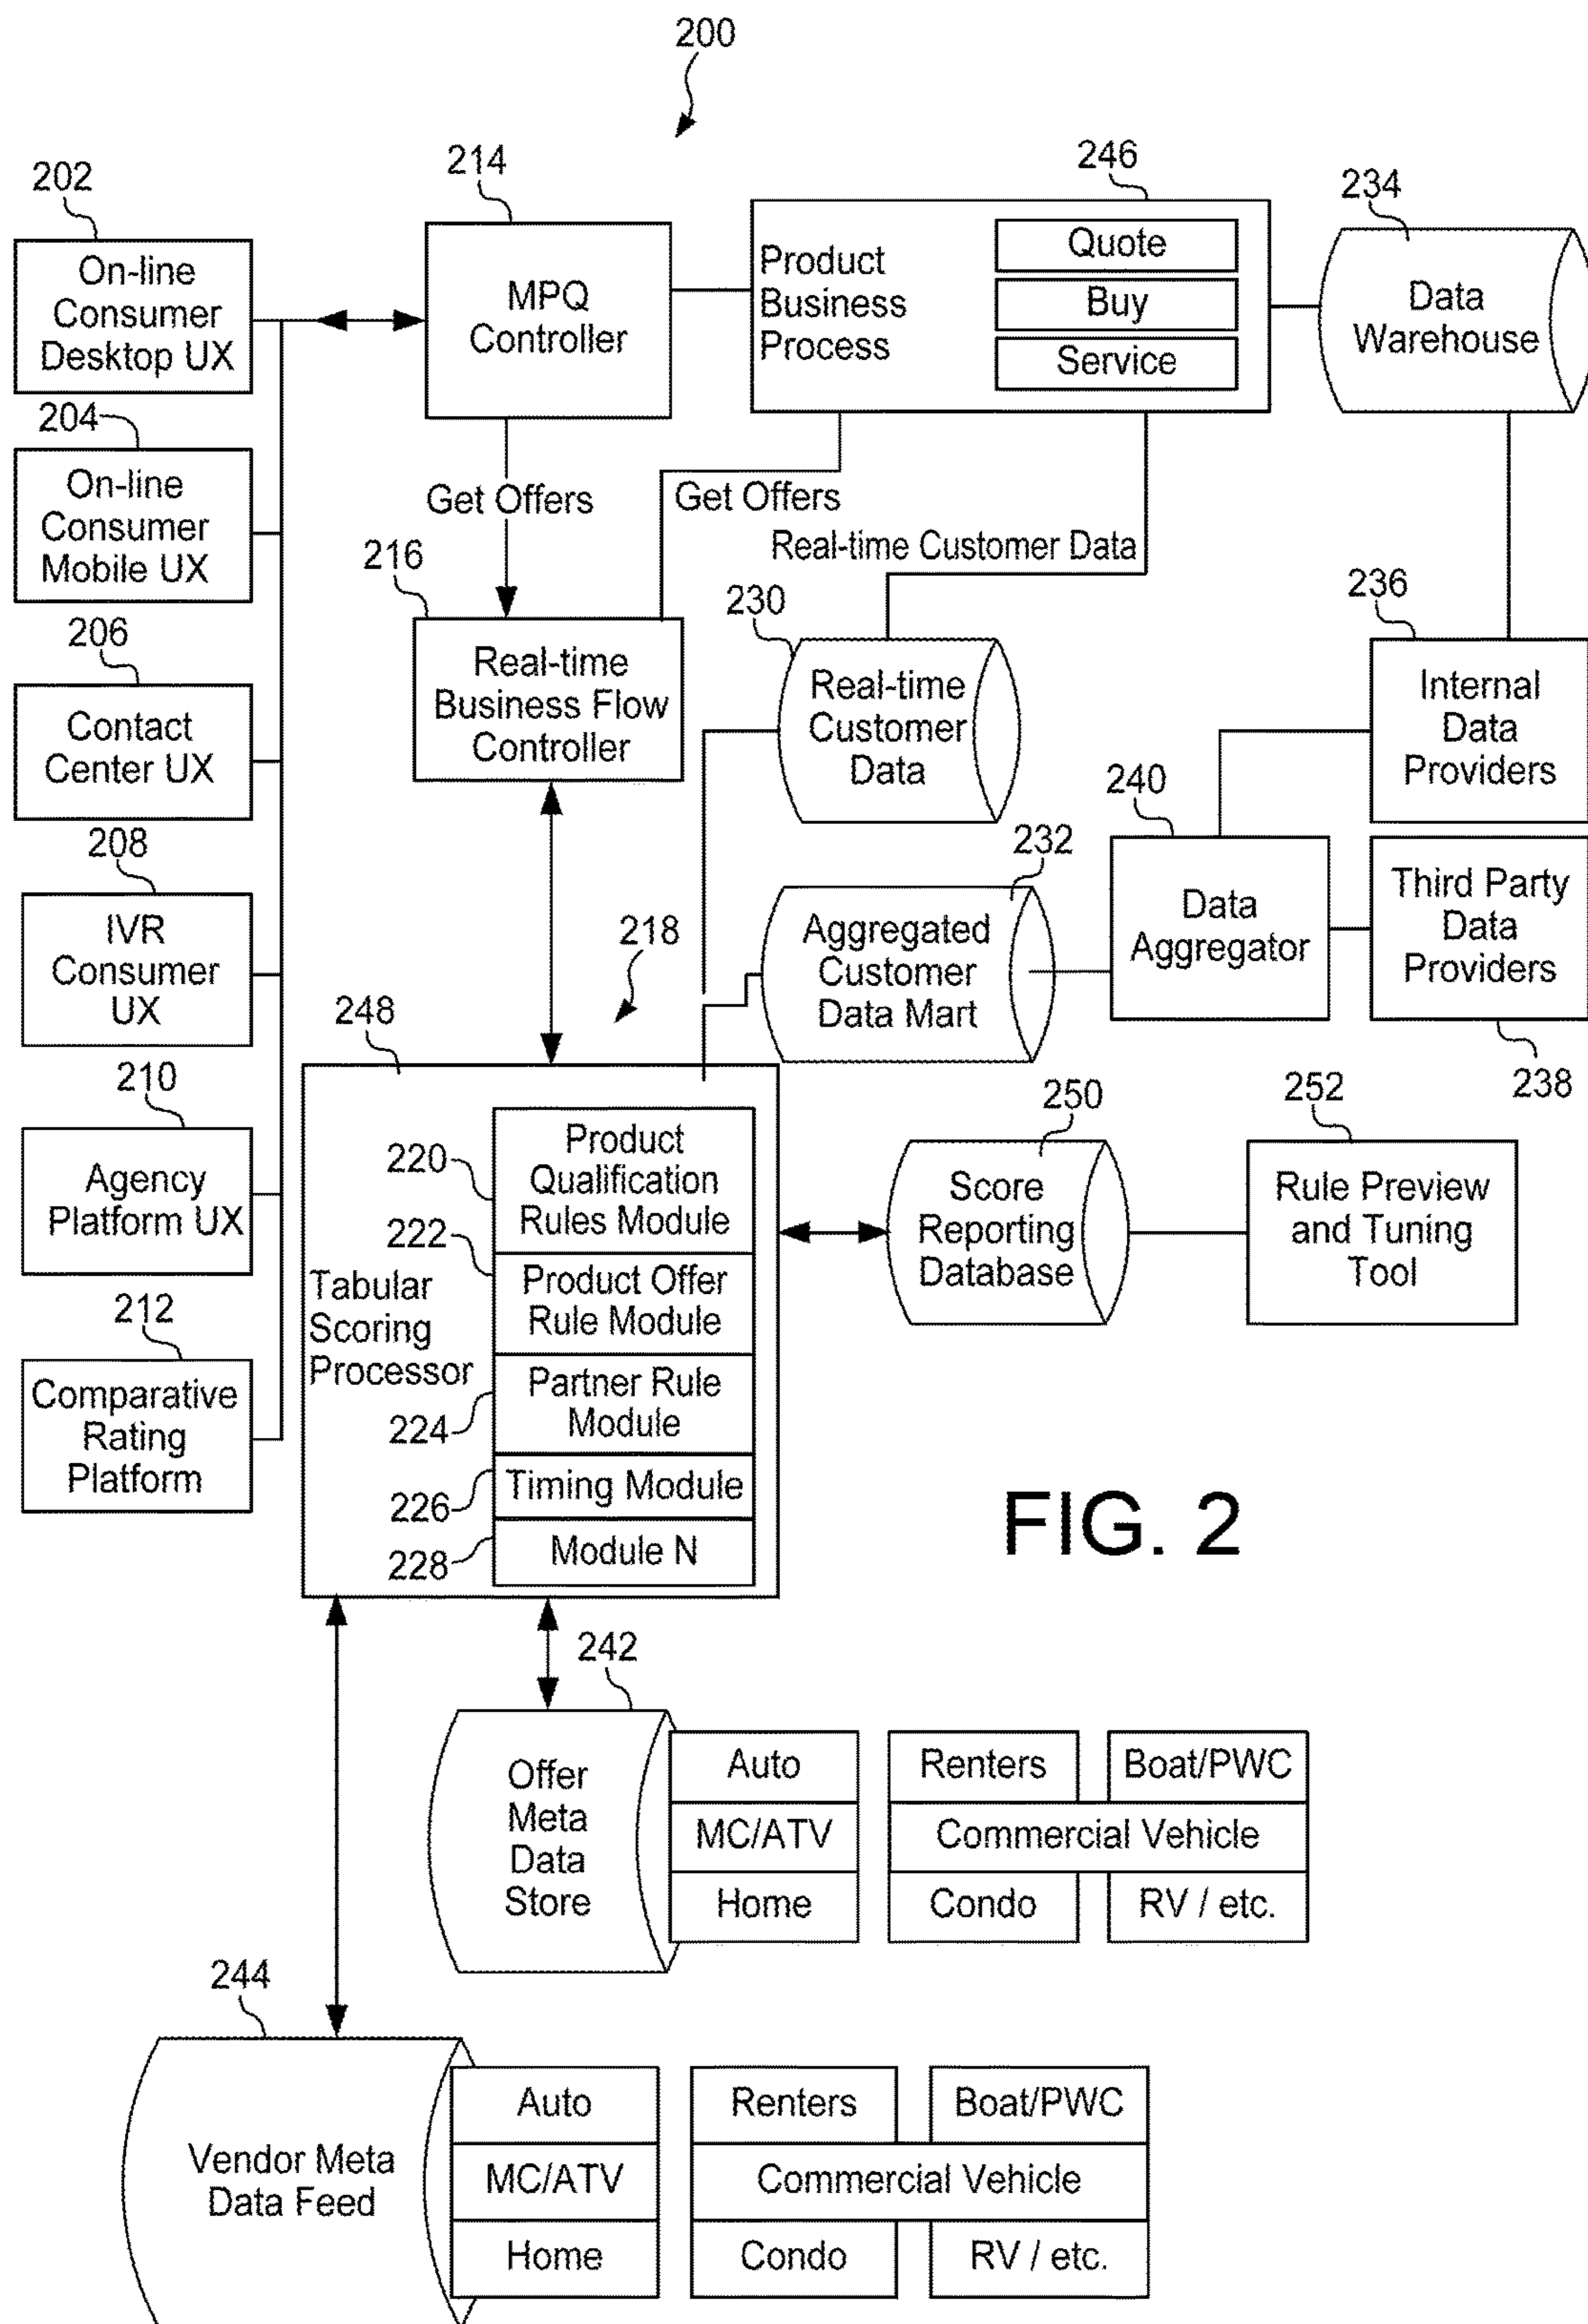 200
202
On-line
Consumer
Desktop UX
204
On-line
Consumer
Mobile UX
206
Contact
Center UX
208
IVR
Consumer
UX
210
Agency
Platform UX
212
Comparative
Rating
Platform
214
MPQ
Controller
Get Offers
216
Real-time
Business Flow
Controller
246
Product
Business
Process
Quote
Buy
Service
Get Offers
Real-time Customer Data
234
Data
Warehouse
230
Real-time
Customer
Data
236
Internal
Data
Providers
240
Data
Aggregator
Third Party
Data
Providers
238
232
Aggregated
Customer
Data Mart
218
248
Tabular
Scoring
Processor
220
Product
Qualification
Rules Module
222
Product Offer
Rule Module
224
Partner Rule
Module
226
Timing Module
228
Module N
250
Score
Reporting
Database
252
Rule Preview
and Tuning
Tool
FIG. 2
242
Offer
Meta
Data
Store
Auto
MC/ATV
Home
Renters
Boat/PWC
Commercial Vehicle
Condo
RV / etc.
244
Vendor Meta
Data Feed
Auto
MC/ATV
Home
Renters
Boat/PWC
Commercial Vehicle
Condo
RV / etc.